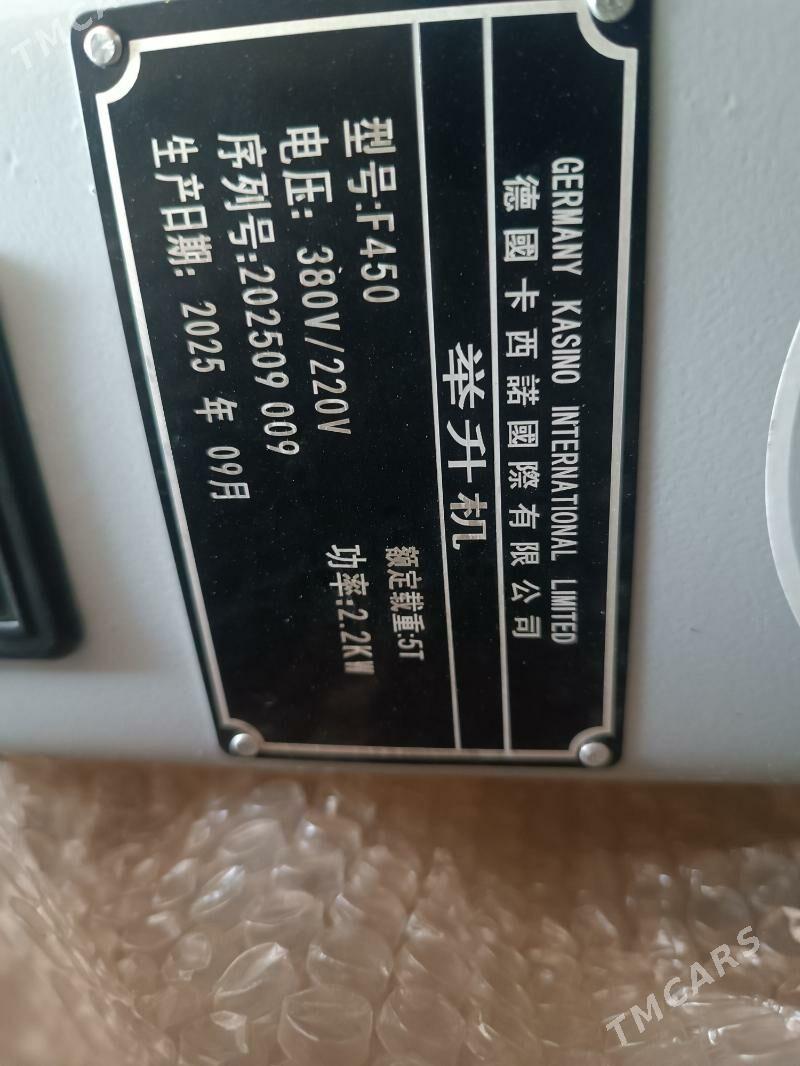 GERMANY KASINO INTERNATIONAL LIMITED
德國卡西諾國際有限公司
举升机
型号:F450
额定载重:5T
电压: 380V/220V
功率:2.2KW
序列号:202509 009
生产日期: 2025 年 09月
TMCARS
TMCARS